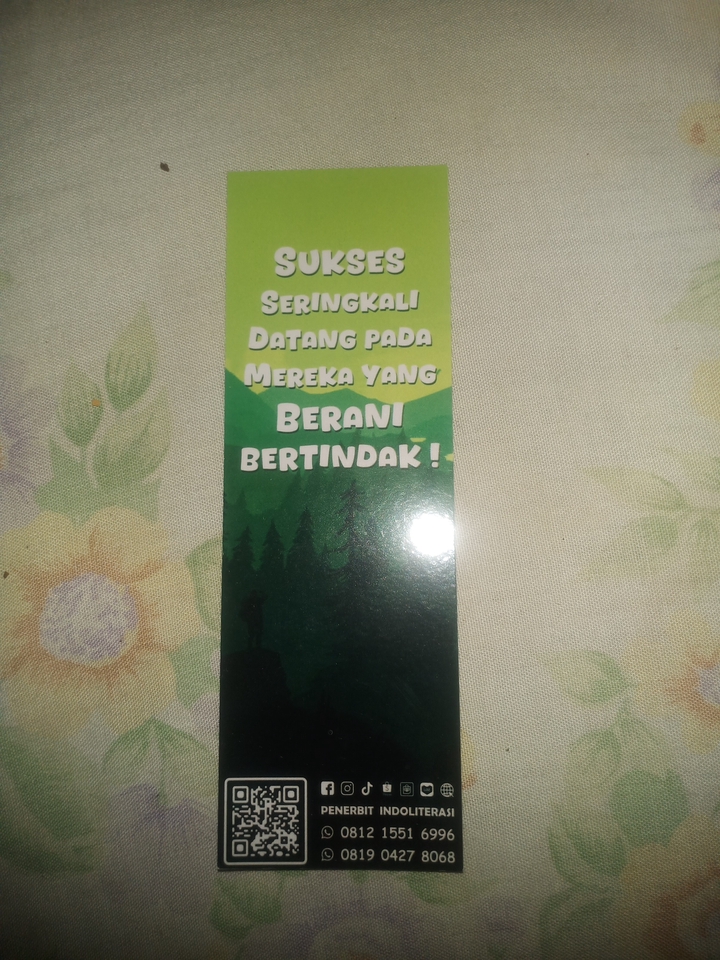 SUKSES
SERINGKALI
DATANG PADA
MEREKA YANG
BERANI
BERTINDAK !
PENERBIT INDOLITERASI
0812 1551 6996
0819 0427 8068